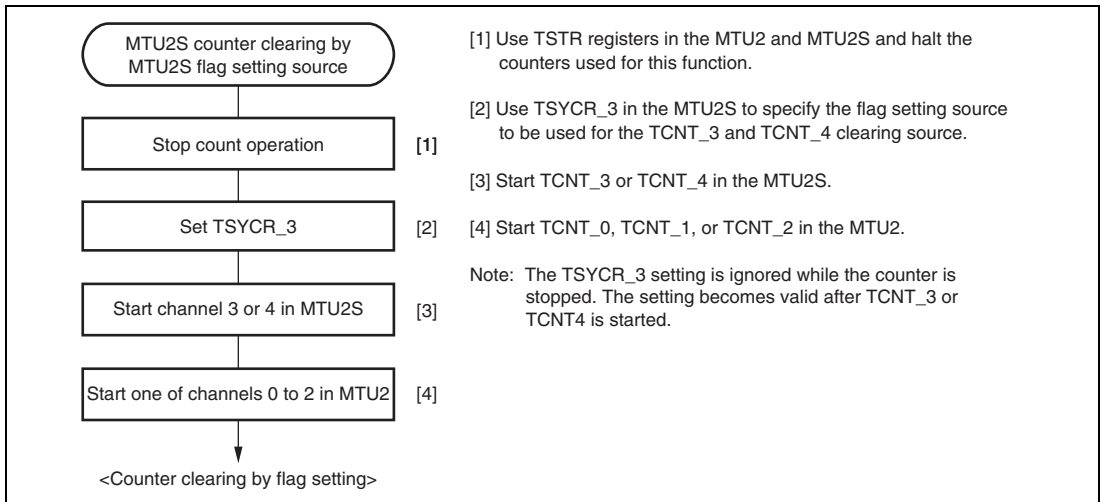 MTU2S counter clearing by
MTU2S flag setting source
Stop count operation
[1]
Set TSYCR_3
[2]
Start channel 3 or 4 in MTU2S
[3]
Start one of channels 0 to 2 in MTU2
[4]
<Counter clearing by flag setting>
[1] Use TSTR registers in the MTU2 and MTU2S and halt the
counters used for this function.
[2] Use TSYCR_3 in the MTU2S to specify the flag setting source
to be used for the TCNT_3 and TCNT_4 clearing source.
[3] Start TCNT_3 or TCNT_4 in the MTU2S.
[4] Start TCNT_0, TCNT_1, or TCNT_2 in the MTU2.
Note: The TSYCR_3 setting is ignored while the counter is
stopped. The setting becomes valid after TCNT_3 or
TCNT4 is started.